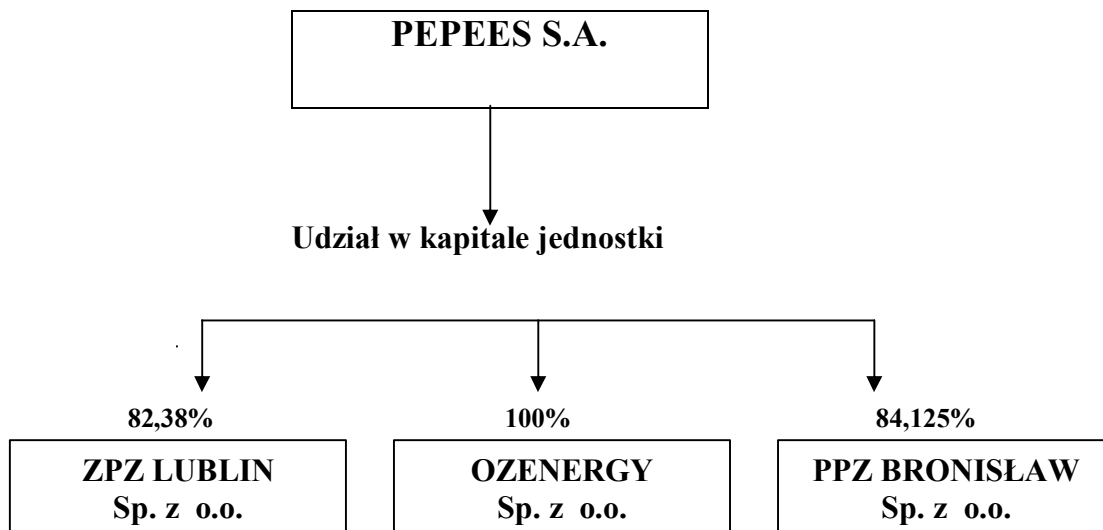 PEPEES S.A.
Udział w kapitale jednostki
82,38%
100%
84,125%
ZPZ LUBLIN
Sp. z o.o.
OZENERGY
Sp. z o.o.
PPZ BRONISŁAW
Sp. z o.o.